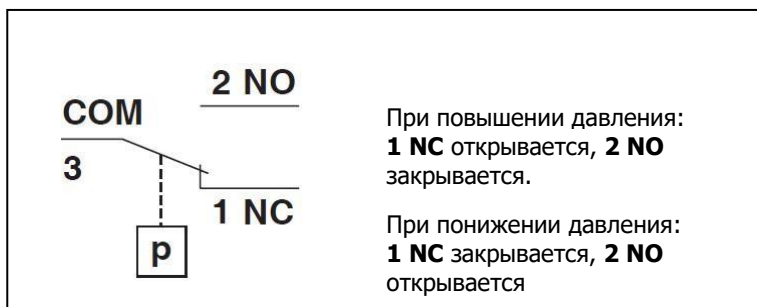 2 NO
COM
3
1 NC
p
При повышении давления:
1 NC открывается, 2 NO
закрывается.
При понижении давления:
1 NC закрывается, 2 NO
открывается